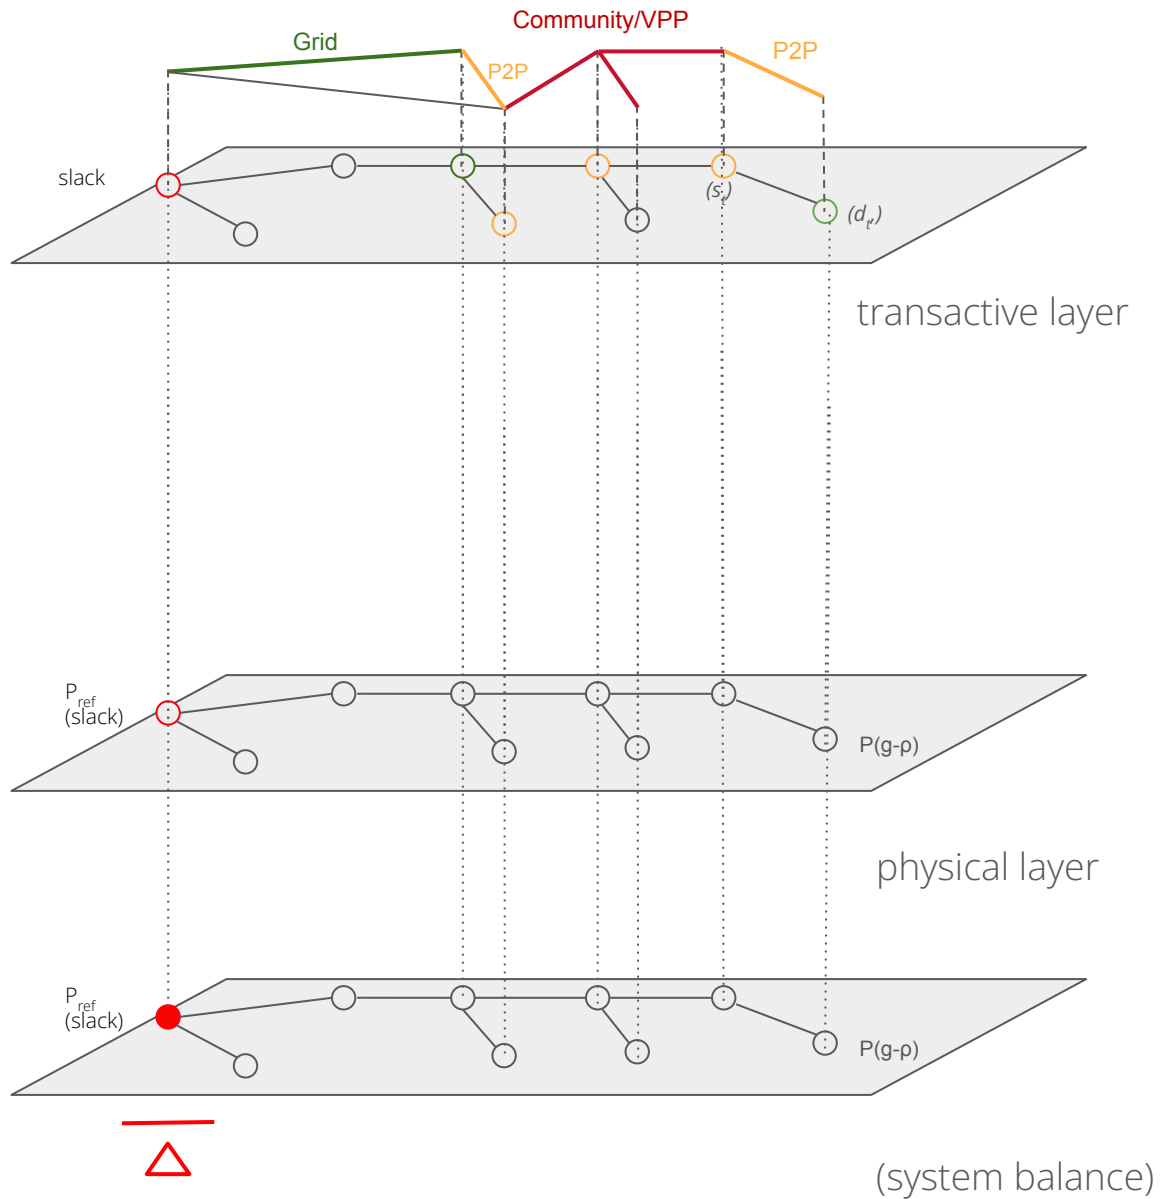 Community/VPP
Grid
P2P
P2P
slack
(s_t)
(d_t,)
transactive layer
P_ref
(slack)
P(g-ρ)
physical layer
P_ref
(slack)
P(g-ρ)
(system balance)